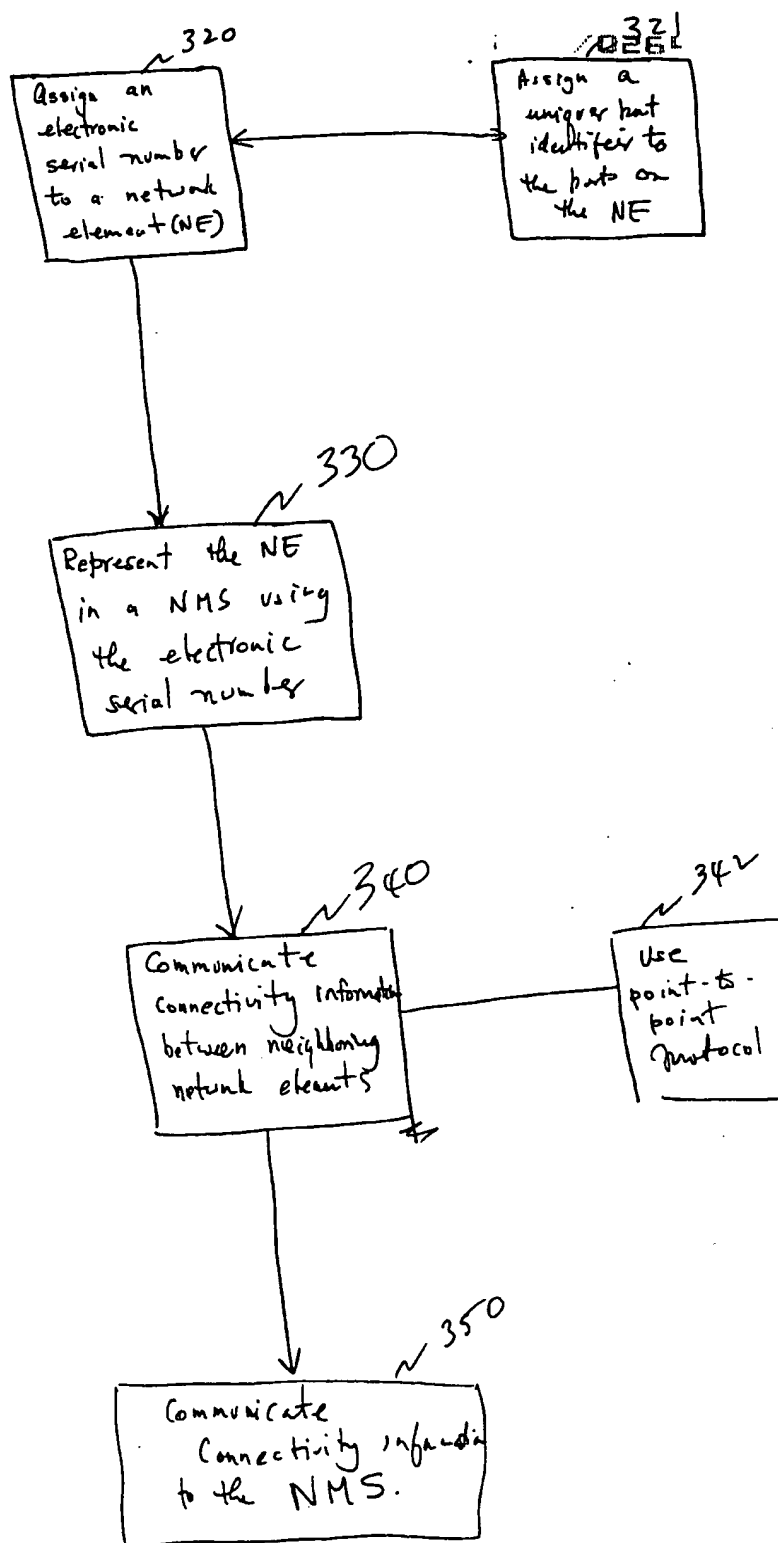 320
Assign an
electronic
serial number
to a network
element (NE)
321
Assign a
unique port
identifier to
the ports on
the NE
330
Represent the NE
in a NMS using
the electronic
serial number
340
Communicate
connectivity information
between neighboring
network elements
342
use
point-to-
point
protocol
350
Communicate
Connectivity information
to the NMS.